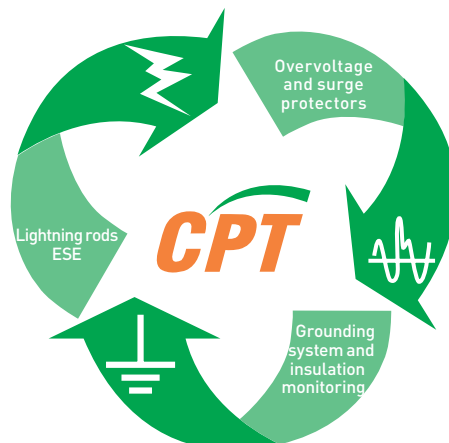 Overvoltage
and surge
protectors
Lightning rods
ESE
CPT
Grounding
system and
insulation
monitoring